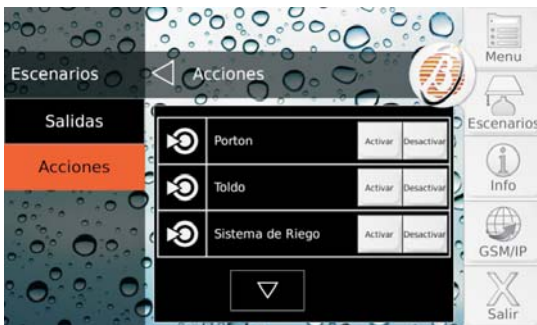 Menu
Escenarios
Acciones
Salidas
Escenarios
Porton
Activar
Desactivar
Acciones
Toldo
Activar
Desactivar
Info
Sistema de Riego
Activar
Desactivar
GSM/IP
Salir